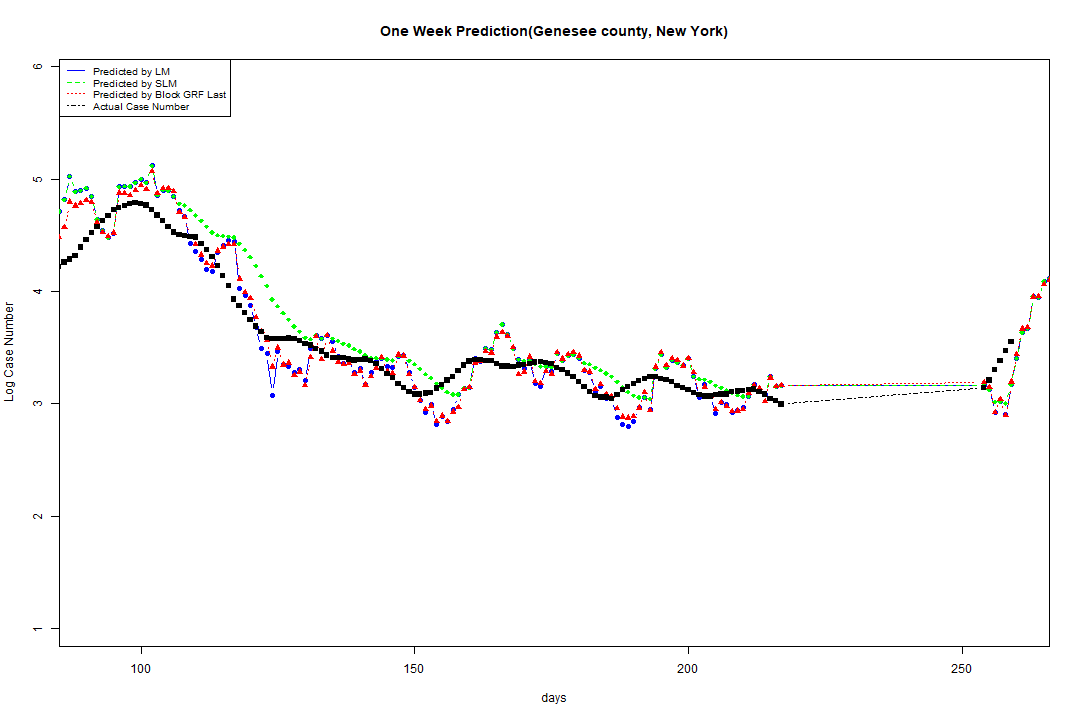 One Week Prediction(Genesee county, New York)
Predicted by LM
Predicted by SLM
Predicted by Block GRF Last
Actual Case Number
6
5
4
3
2
1
Log Case Number
100 150 200 250
days